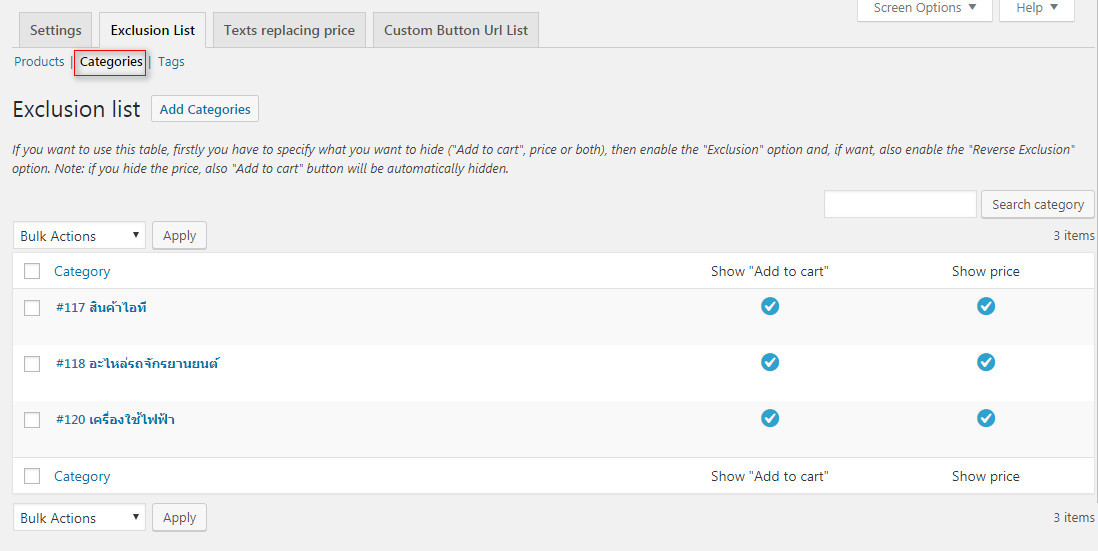 Screen Options ▼ Help ▼
Settings Exclusion List Texts replacing price Custom Button Url List
Products | Categories | Tags
Exclusion list Add Categories
If you want to use this table, firstly you have to specify what you want to hide ("Add to cart", price or both), then enable the "Exclusion" option and, if want, also enable the "Reverse Exclusion"
option. Note: if you hide the price, also "Add to cart" button will be automatically hidden.
Search category
Bulk Actions Apply 3 items
Category Show "Add to cart" Show price
#117 สินค้าไอที
#118 อะไหล่รถจักรยานยนต์
#120 เครื่องใช้ไฟฟ้า
Category Show "Add to cart" Show price
Bulk Actions Apply 3 items